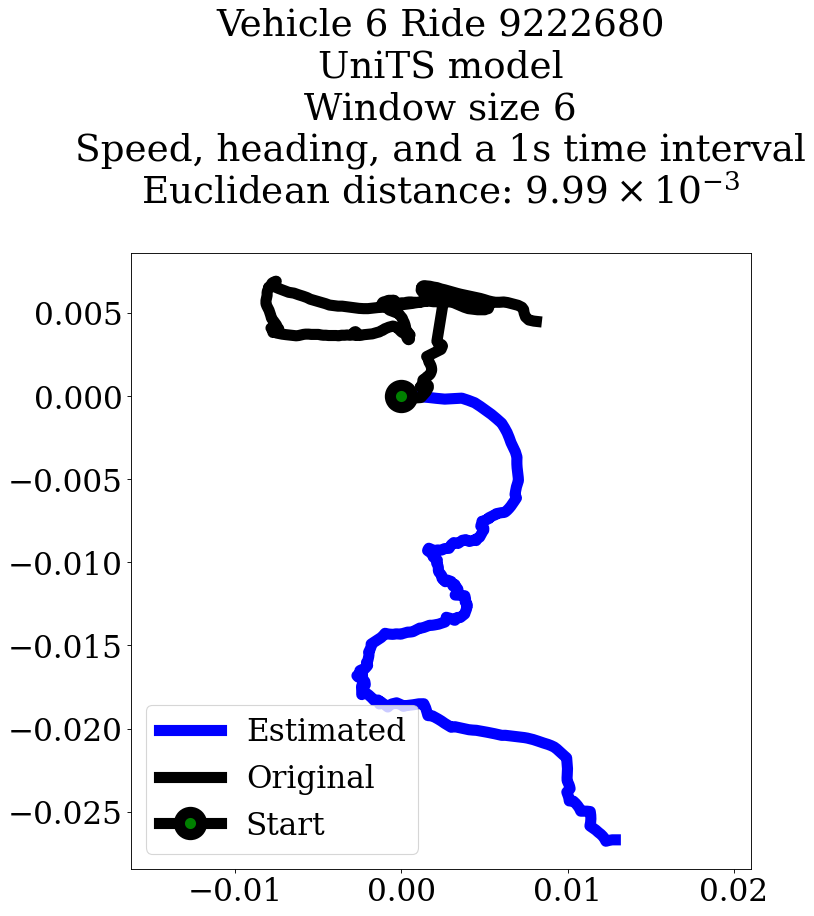 Vehicle 6 Ride 9222680
UniTS model
Window size 6
Speed, heading, and a 1s time interval
Euclidean distance: 9.99 × 10⁻³
0.005
0.000
−0.005
−0.010
−0.015
−0.020
−0.025
Estimated
Original
Start
−0.01 0.00 0.01 0.02